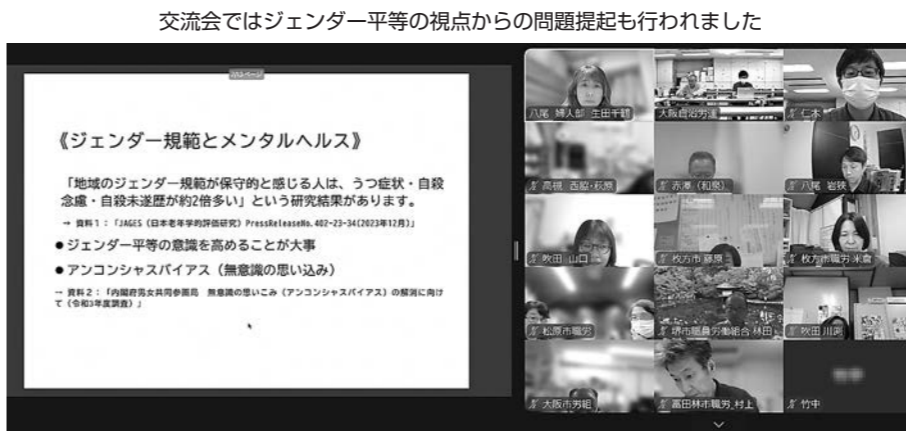 交流会ではジェンダー平等の視点からの問題提起も行われました
《ジェンダー規範とメンタルヘルス》
「地域のジェンダー規範が保守的と感じる人は、うつ症状・自殺
念慮・自殺未遂歴が約2倍多い」という研究結果があります。
→ 資料1:「JAGES(日本老年学的評価研究)PressReleaseNo.402-23-34(2023年12月)」
●ジェンダー平等の意識を高めることが大事
●アンコンシャスバイアス(無意識の思い込み)
→ 資料2:「内閣府男女共同参画局 無意識の思いこみ(アンコンシャスバイアス)の解消に向け
て(令和3年度調査)」
八尾 婦人部 生田千鶴
大阪自治労連
仁木
高槻 西脇・萩原
赤澤(和泉)
八尾 岩狭
吹田 山口
枚方市 藤原
枚方市職労 米倉
松原市職労
堺市職員労働組合 林田
吹田 川渕
大阪市労組
富田林市職労_村上
竹中